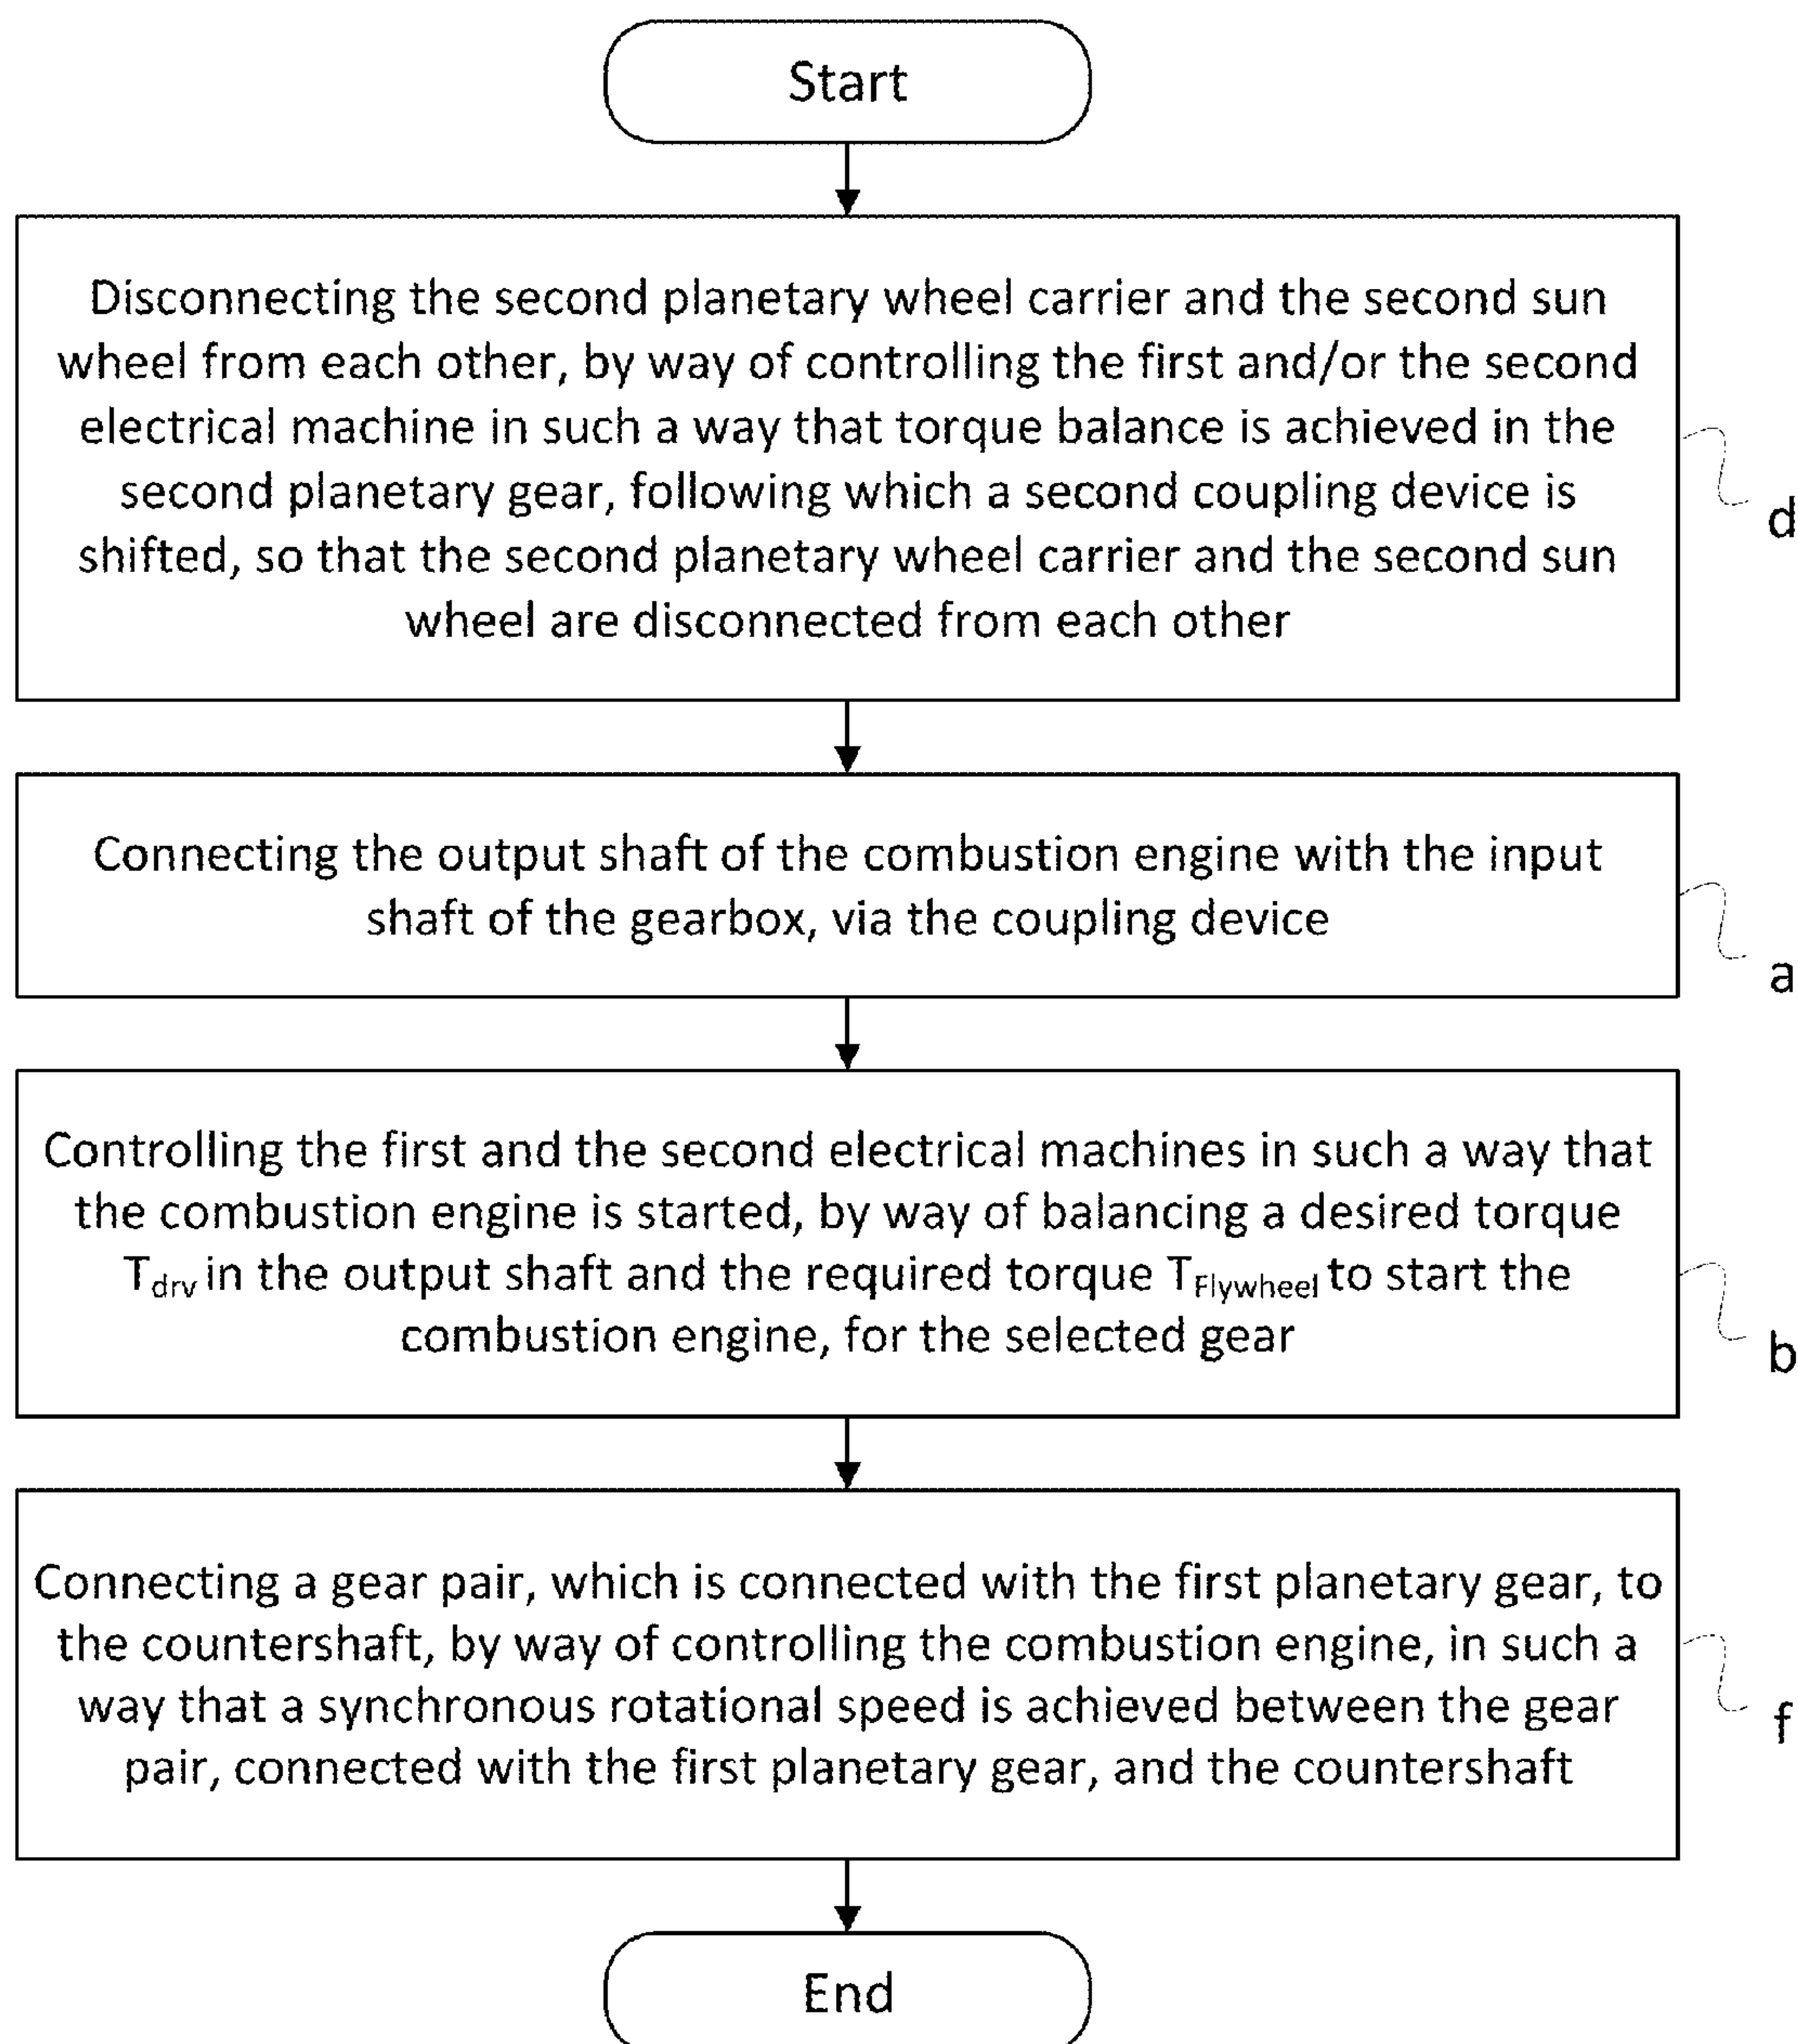 Start
Disconnecting the second planetary wheel carrier and the second sun
wheel from each other, by way of controlling the first and/or the second
electrical machine in such a way that torque balance is achieved in the
second planetary gear, following which a second coupling device is
shifted, so that the second planetary wheel carrier and the second sun
wheel are disconnected from each other
d
Connecting the output shaft of the combustion engine with the input
shaft of the gearbox, via the coupling device
a
Controlling the first and the second electrical machines in such a way that
the combustion engine is started, by way of balancing a desired torque
Tdrv in the output shaft and the required torque TFlywheel to start the
combustion engine, for the selected gear
b
Connecting a gear pair, which is connected with the first planetary gear, to
the countershaft, by way of controlling the combustion engine, in such a
way that a synchronous rotational speed is achieved between the gear
pair, connected with the first planetary gear, and the countershaft
f
End